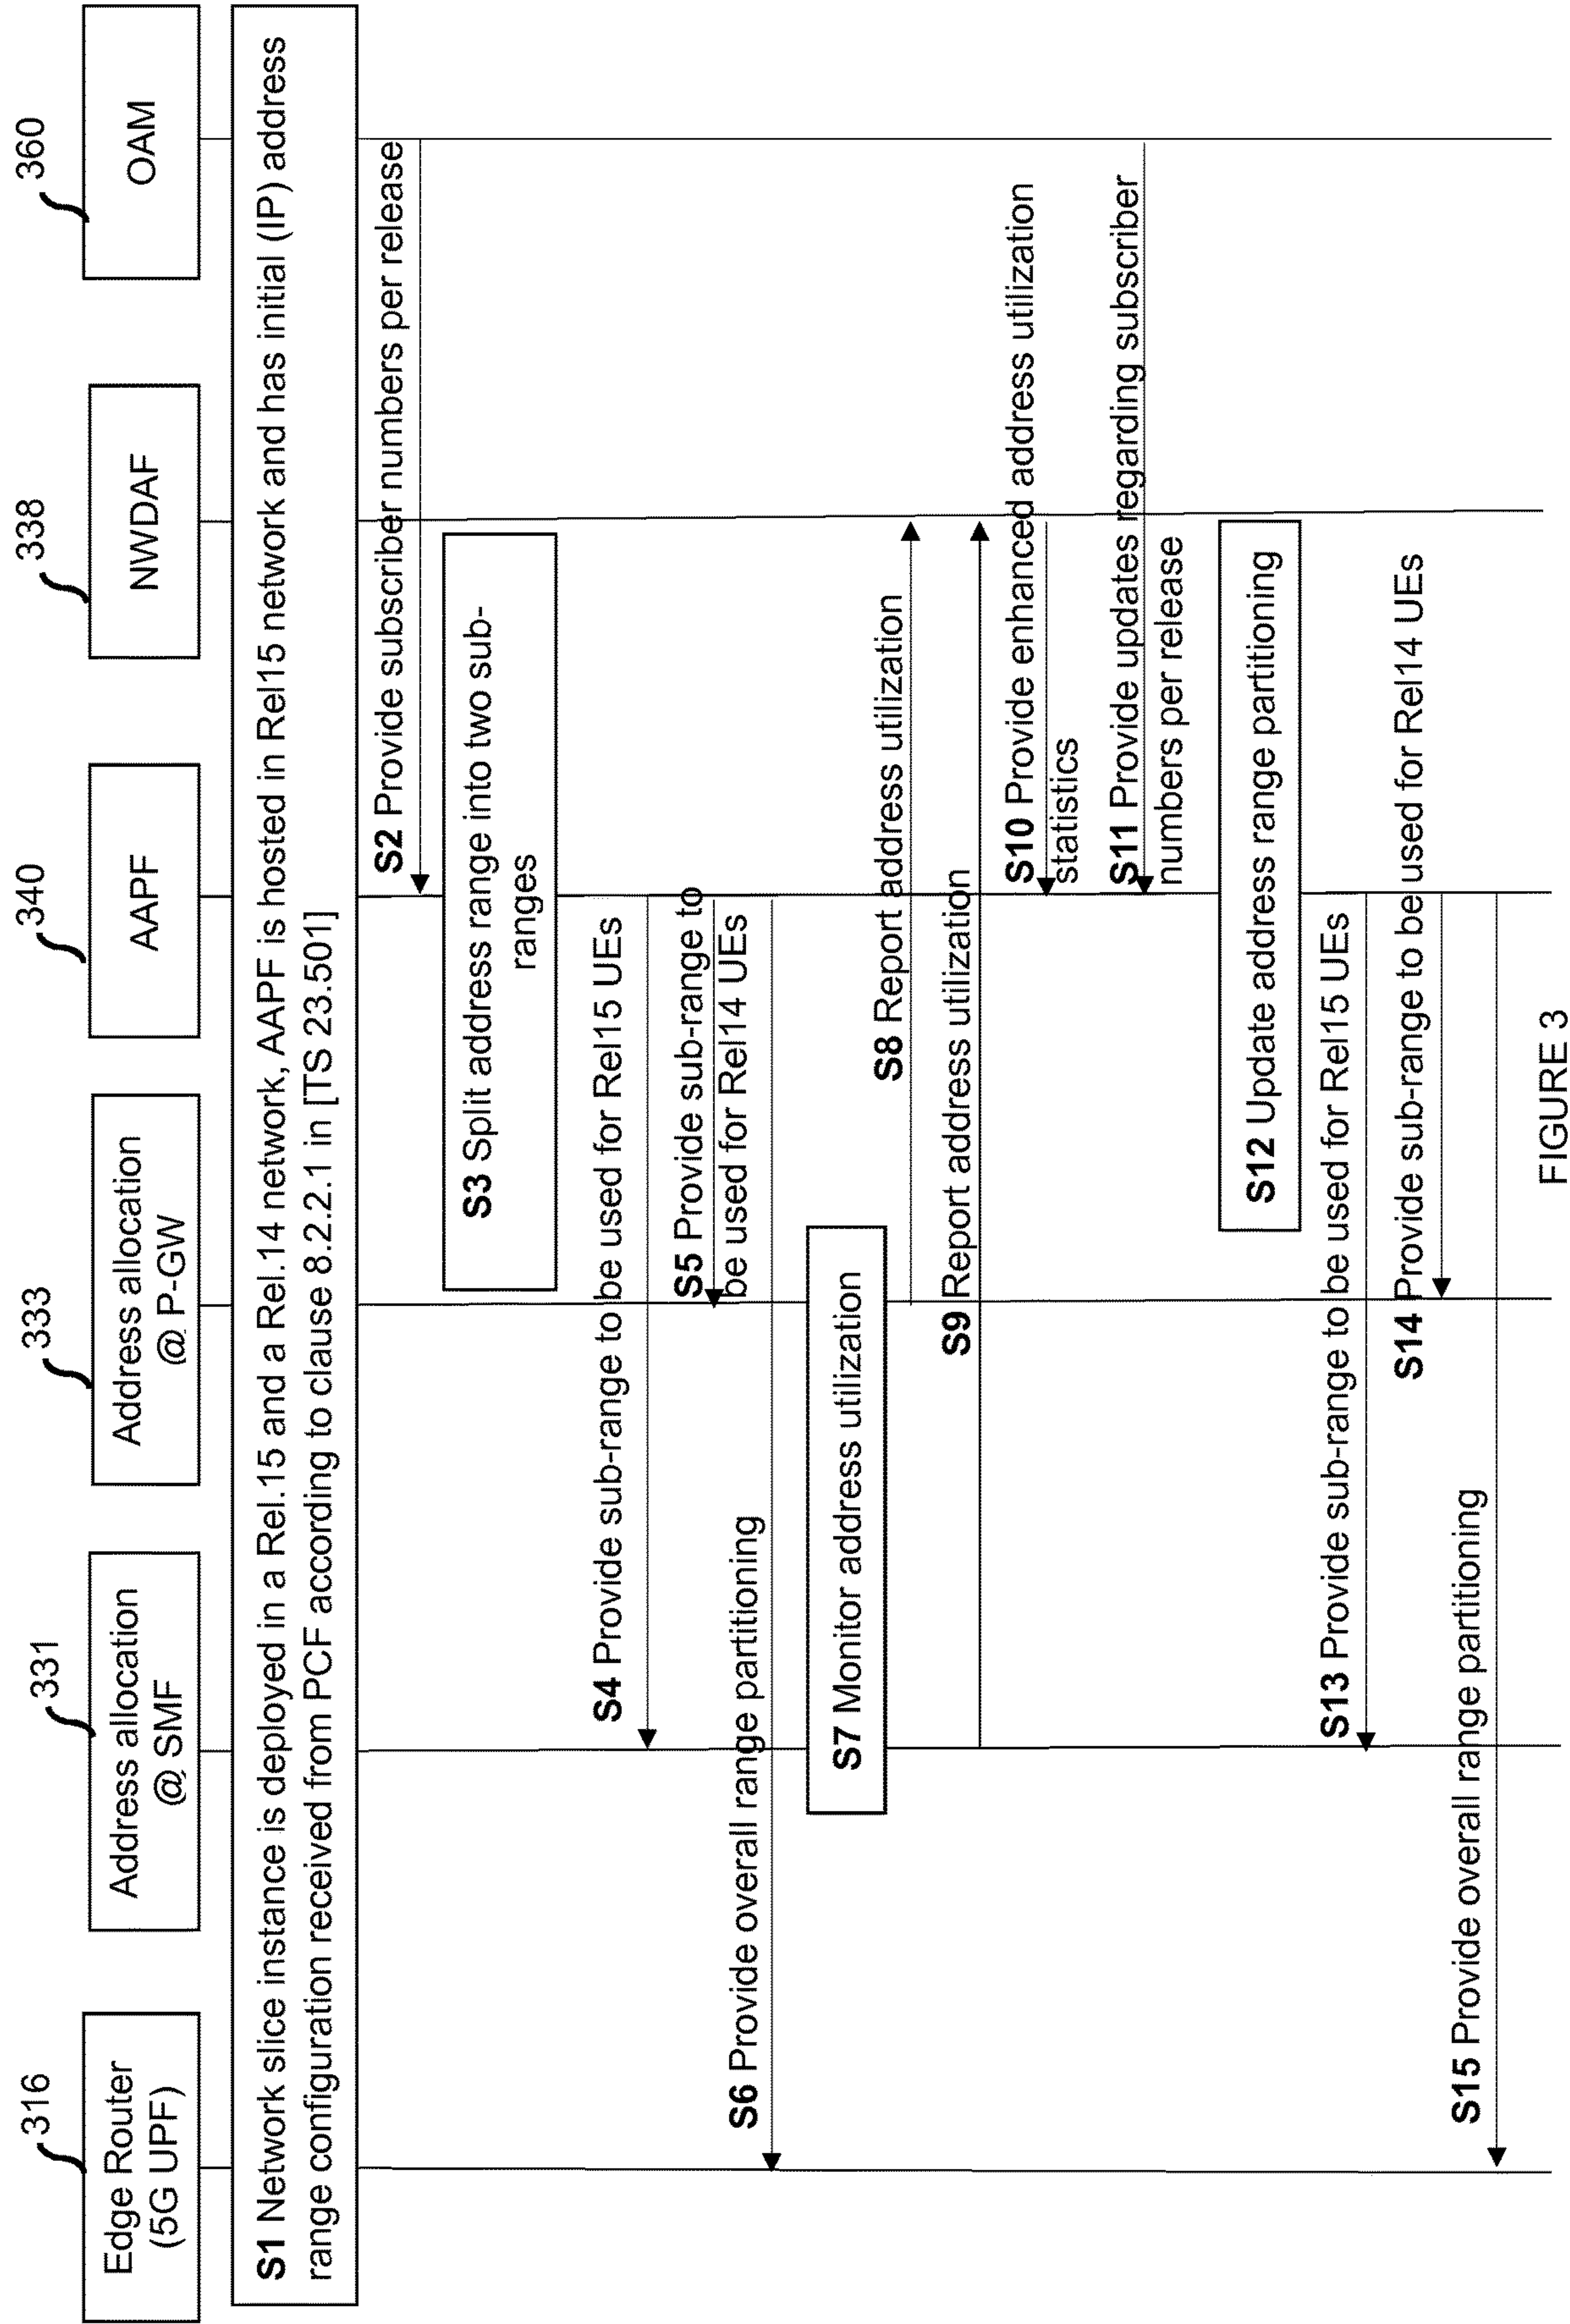 316
331
333
340
338
360
Edge Router
(5G UPF)
Address allocation
@ SMF
Address allocation
@ P-GW
AAPF
NWDAF
OAM
S1 Network slice instance is deployed in a Rel.15 and a Rel.14 network, AAPF is hosted in Rel15 network and has initial (IP) address
range configuration received from PCF according to clause 8.2.2.1 in [TS 23.501]
S2 Provide subscriber numbers per release
S3 Split address range into two sub-
ranges
S4 Provide sub-range to be used for Rel15 UEs
S5 Provide sub-range to
be used for Rel14 UEs
S6 Provide overall range partitioning
S7 Monitor address utilization
S8 Report address utilization
S9 Report address utilization
S10 Provide enhanced address utilization
statistics
S11 Provide updates regarding subscriber
numbers per release
S12 Update address range partitioning
S13 Provide sub-range to be used for Rel15 UEs
S14 Provide sub-range to be used for Rel14 UEs
S15 Provide overall range partitioning
FIGURE 3